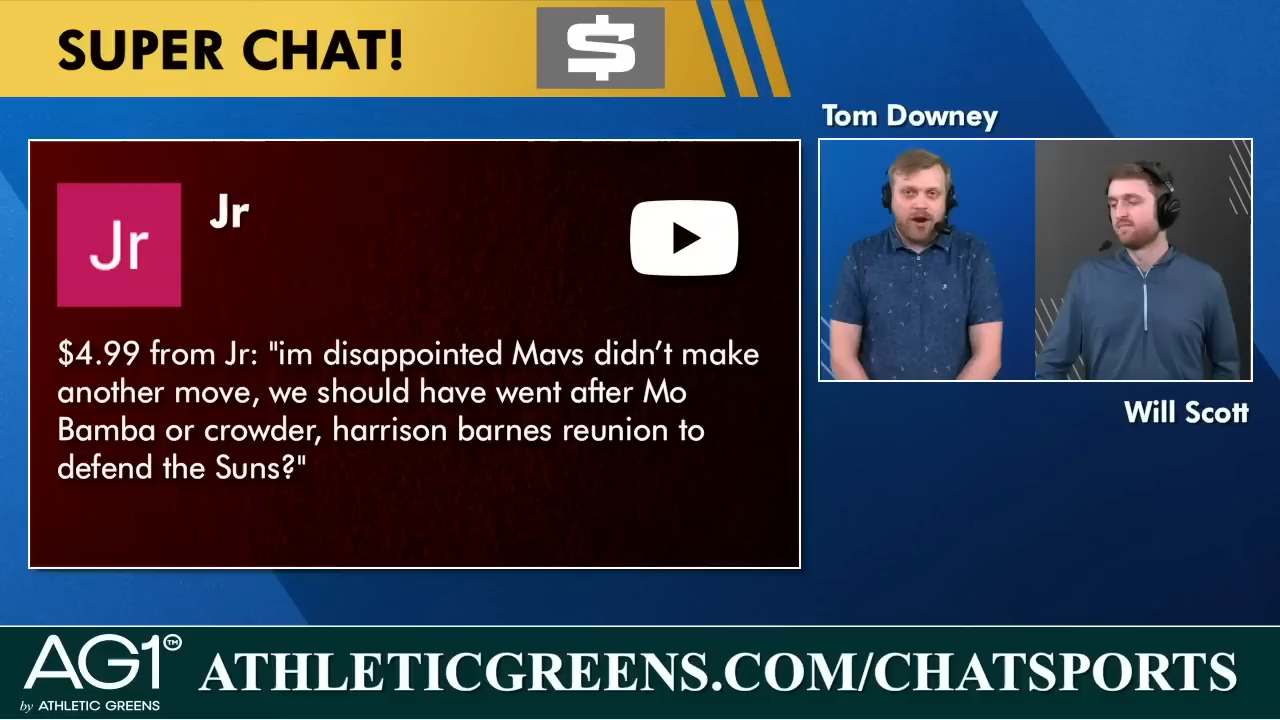 SUPER CHAT!
$
Tom Downey
Jr
Jr
$4.99 from Jr: "im disappointed Mavs didn’t make
another move, we should have went after Mo
Bamba or crowder, harrison barnes reunion to
defend the Suns?"
Will Scott
AG1™
by ATHLETIC GREENS
ATHLETICGREENS.COM/CHATSPORTS